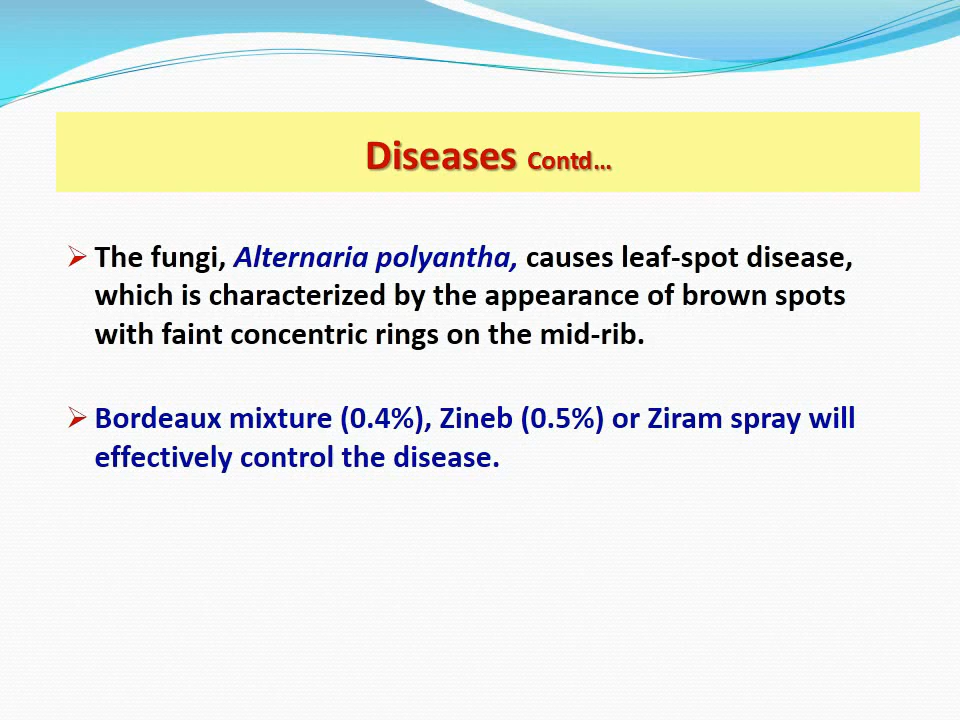 Diseases Contd...
The fungi, Alternaria polyantha, causes leaf-spot disease,
which is characterized by the appearance of brown spots
with faint concentric rings on the mid-rib.
Bordeaux mixture (0.4%), Zineb (0.5%) or Ziram spray will
effectively control the disease.